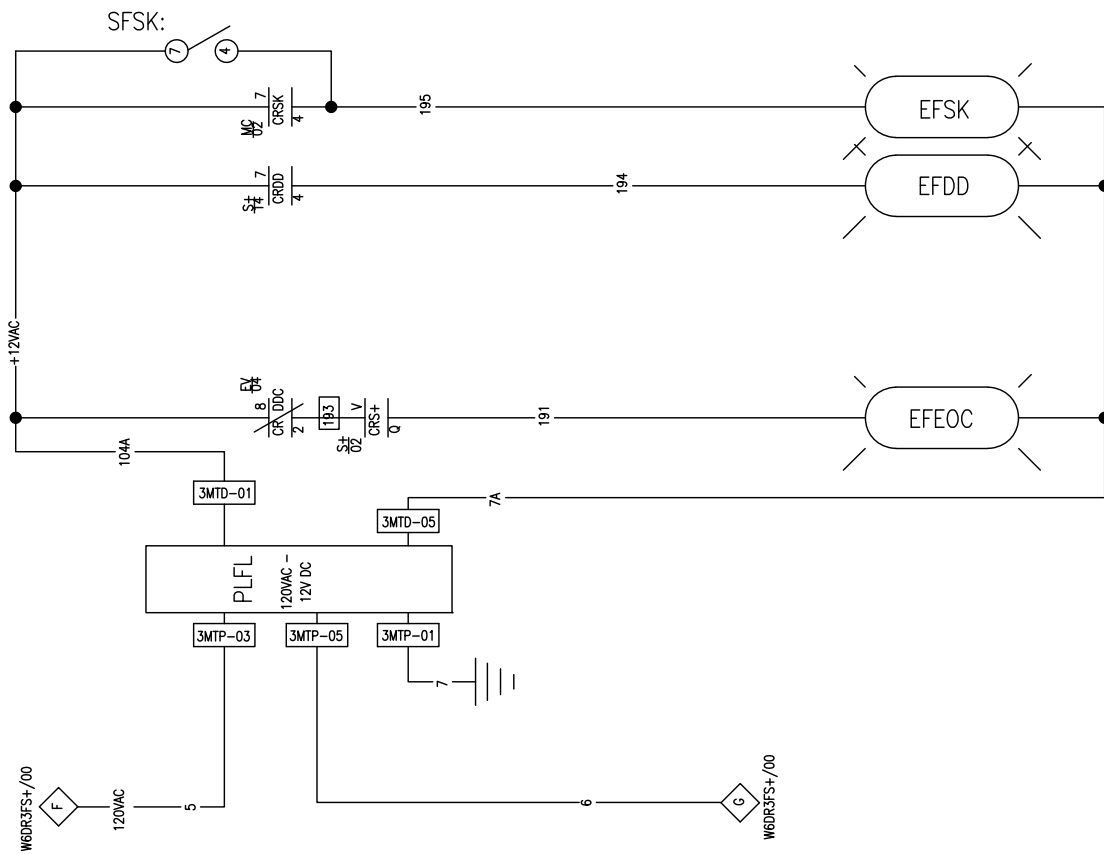 SFSK:
7
4
MC
02
7
CRSK
4
195
EFSK
S+
14
7
CRDD
4
194
EFDD
+12VAC
EV
04
8
CR DDC
2
193
S+
02
V
CRS+
Q
191
EFEOC
104A
3MTD-01
3MTD-05
7A
PLFL
120VAC -
12V DC
3MTP-03
3MTP-05
3MTP-01
7
W6DR3FS+/00
F
120VAC
5
6
G
W6DR3FS+/00